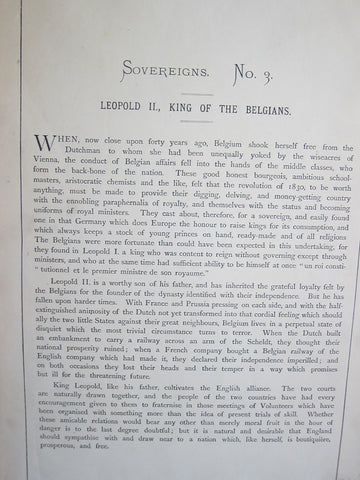 SOVEREIGNS. No. 3.
LEOPOLD II., KING OF THE BELGIANS.
WHEN, now close upon forty years ago, Belgium shook herself free from the
Dutchman to whom she had been unequally yoked by the wiseacres of
Vienna, the conduct of Belgian affairs fell into the hands of the middle classes, who
form the back-bone of the nation. These good honest bourgeois, ambitious school-
masters, aristocratic chemists and the like, felt that the revolution of 1830, to be worth
anything, must be made to provide their digging, delving, and money-getting country
with the ennobling paraphernalia of royalty, and themselves with the status and becoming
uniforms of royal ministers. They cast about, therefore, for a sovereign, and easily found
one in that Germany which does Europe the honour to raise kings for its consumption, and
which always keeps a stock of young princes on hand, ready-made and of all religions
The Belgians were more fortunate than could have been expected in this undertaking, for
they found in Leopold I. a king who was content to reign without governing except through
ministers, and who at the same time had sufficient ability to be himself at once "un roi consti-
"tutionnel et le premier ministre de son royaume."
Leopold II. is a worthy son of his father, and has inherited the grateful loyalty felt by
the Belgians for the founder of the dynasty identified with their independence. But he has
fallen upon harder times. With France and Prussia pressing on each side, and with the half-
extinguished animosity of the Dutch not yet transformed into that cordial feeling which should
ally the two little States against their great neighbours, Belgium lives in a perpetual state of
disquiet which the most trivial circumstance turns to terror. When the Dutch built
an embankment to carry a railway across an arm of the Scheldt, they thought their
national prosperity ruined; when a French company bought a Belgian railway of the
English company which had made it, they declared their independence imperilled; and
on both occasions they lost their heads and their temper in a way which promises
but ill for the threatening future.
King Leopold, like his father, cultivates the English alliance. The two courts
are naturally drawn together, and the people of the two countries have had every
encouragement given to them to fraternise in those meetings of Volunteers which have
been organised with something more than the idea of present trials of skill. Whether
these amicable relations would bear any other than merely moral fruit in the hour of
danger is to the last degree doubtful; but it is natural and desirable that England
should sympathise with and draw near to a nation which, like herself, is boutiquière,
prosperous, and free.